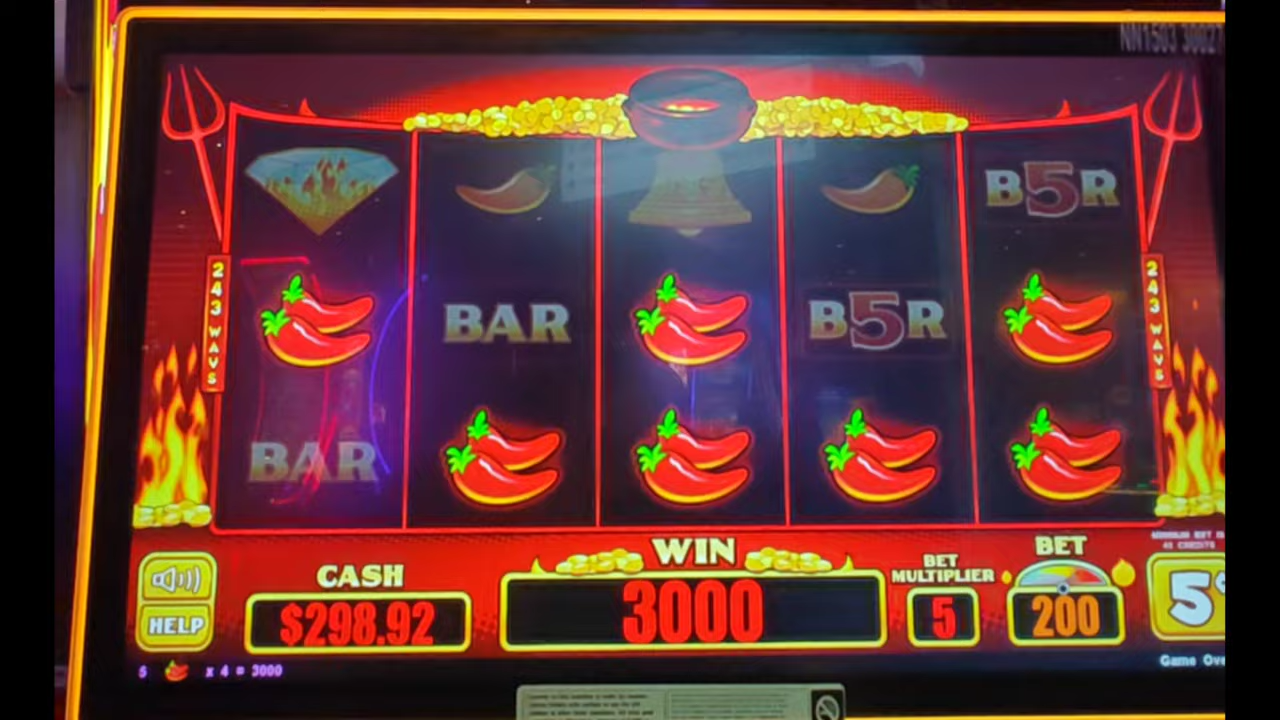 B5R
243 WAYS
243 WAYS
BAR
B5R
BAR
WIN
BET
CASH
BET
MULTIPLIER
$298.92
3000
5
200
5¢
HELP
5 x 4 = 3000
Game Ove